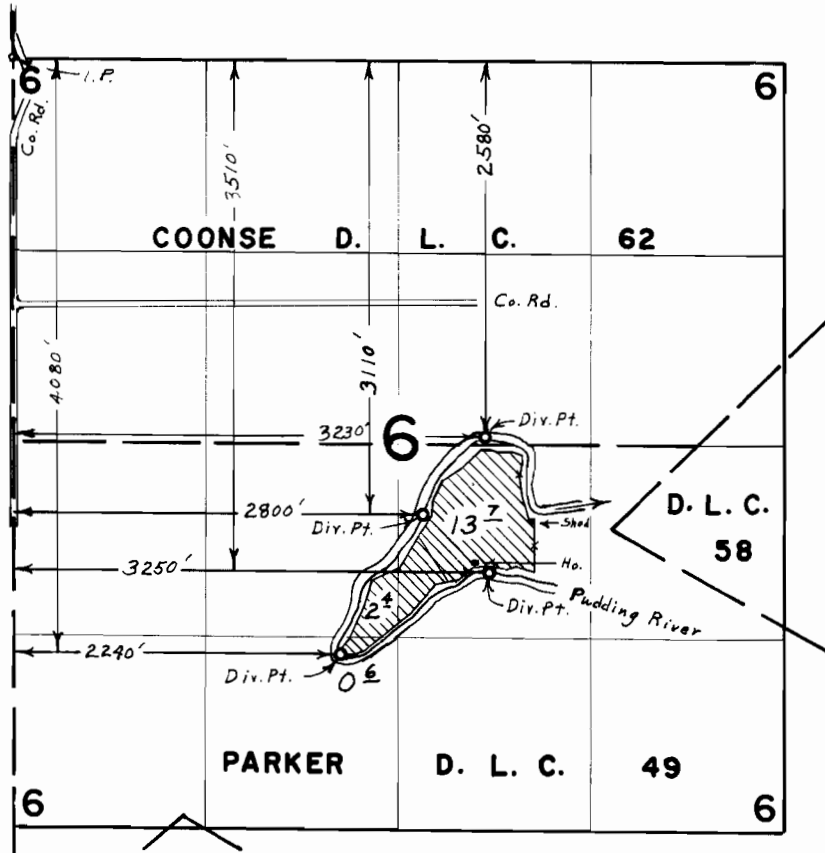 6
I.P.
6
Co. Rd.
3510'
2580'
COONSE D. L. C. 62
Co. Rd.
4080'
3110'
3230'
6
Div. Pt.
2800'
Div. Pt.
13 7
Shed
D. L. C.
58
3250'
Ho.
2 4
Div. Pt.
Pudding River
2240'
Div. Pt.
0 6
PARKER D. L. C. 49
6
6